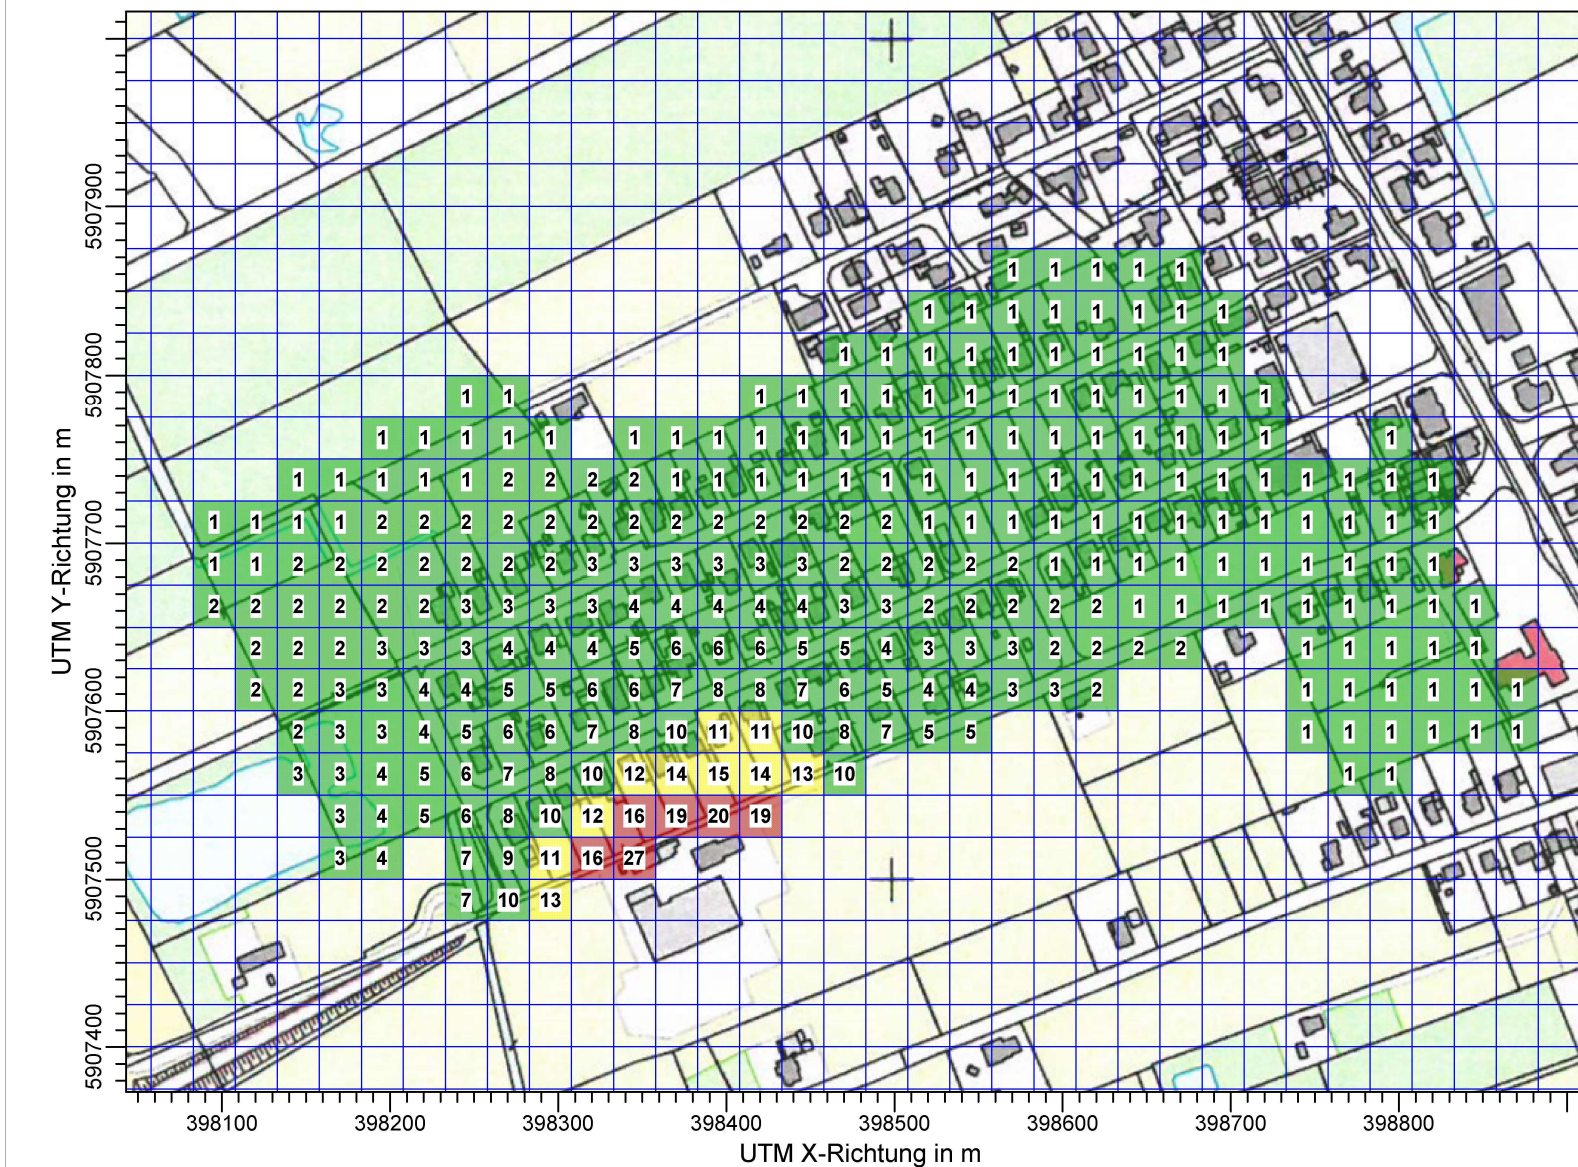 1 1 1 1 1
1 1 1 1 1 1 1 1
1 1 1 1 1 1 1 1 1 1
1 1 1 1 1 1 1 1 1 1 1 1 1 1 1
1 1 1 1 1 1 1 1 1 1 1 1 1 1 1 1 1 1 1 1 1 1
1 1 1 1 1 2 2 2 2 1 1 1 1 1 1 1 1 1 1 1 1 1 1 1 1 1 1 1
1 1 1 1 2 2 2 2 2 2 2 2 2 2 2 2 2 1 1 1 1 1 1 1 1 1 1 1 1 1
1 1 2 2 2 2 2 2 2 3 3 3 3 3 3 2 2 2 2 2 1 1 1 1 1 1 1 1 1 1
2 2 2 2 2 2 3 3 3 3 4 4 4 4 4 3 3 2 2 2 2 2 1 1 1 1 1 1 1 1 1
2 2 2 3 3 3 4 4 4 5 6 6 6 5 5 4 3 3 3 2 2 2 2 1 1 1 1 1
2 2 3 3 4 4 5 5 6 6 7 8 8 7 6 5 4 4 3 3 2 1 1 1 1 1 1
2 3 3 4 5 6 6 7 8 10 11 11 10 8 7 5 5 1 1 1 1 1 1
3 3 4 5 6 7 8 10 12 14 15 14 13 10 1 1
3 4 5 6 8 10 12 16 19 20 19
3 4 7 9 11 16 27
7 10 13
5907900
5907800
5907700
5907600
5907500
5907400
UTM Y-Richtung in m
398100 398200 398300 398400 398500 398600 398700 398800
UTM X-Richtung in m